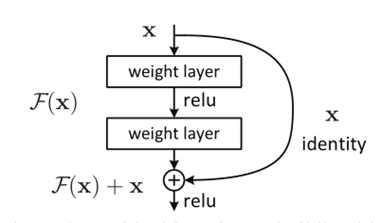 x
weight layer
relu
F(x)
x
weight layer
identity
F(x) + x
relu